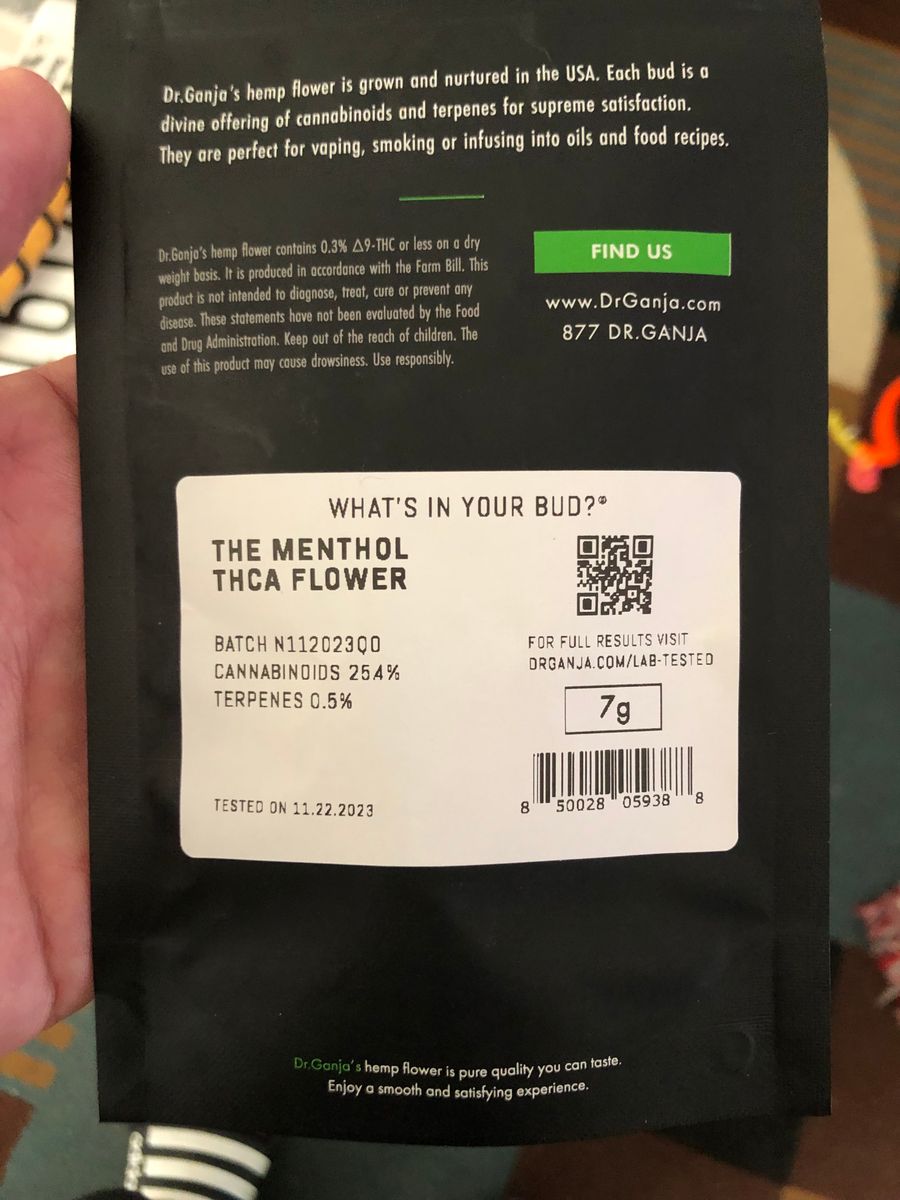 Dr.Ganja's hemp flower is grown and nurtured in the USA. Each bud is a
divine offering of cannabinoids and terpenes for supreme satisfaction.
They are perfect for vaping, smoking or infusing into oils and food recipes.
Dr.Ganja's hemp flower contains 0.3% Δ9-THC or less on a dry
weight basis. It is produced in accordance with the Farm Bill. This
product is not intended to diagnose, treat, cure or prevent any
disease. These statements have not been evaluated by the Food
and Drug Administration. Keep out of the reach of children. The
use of this product may cause drowsiness. Use responsibly.
FIND US
www.DrGanja.com
877 DR.GANJA
WHAT'S IN YOUR BUD?®
THE MENTHOL
THCA FLOWER
BATCH N112023QO
CANNABINOIDS 25.4%
TERPENES 0.5%
TESTED ON 11.22.2023
FOR FULL RESULTS VISIT
DRGANJA.COM/LAB-TESTED
7g
8 50028 05938 8
Dr.Ganja's hemp flower is pure quality you can taste.
Enjoy a smooth and satisfying experience.